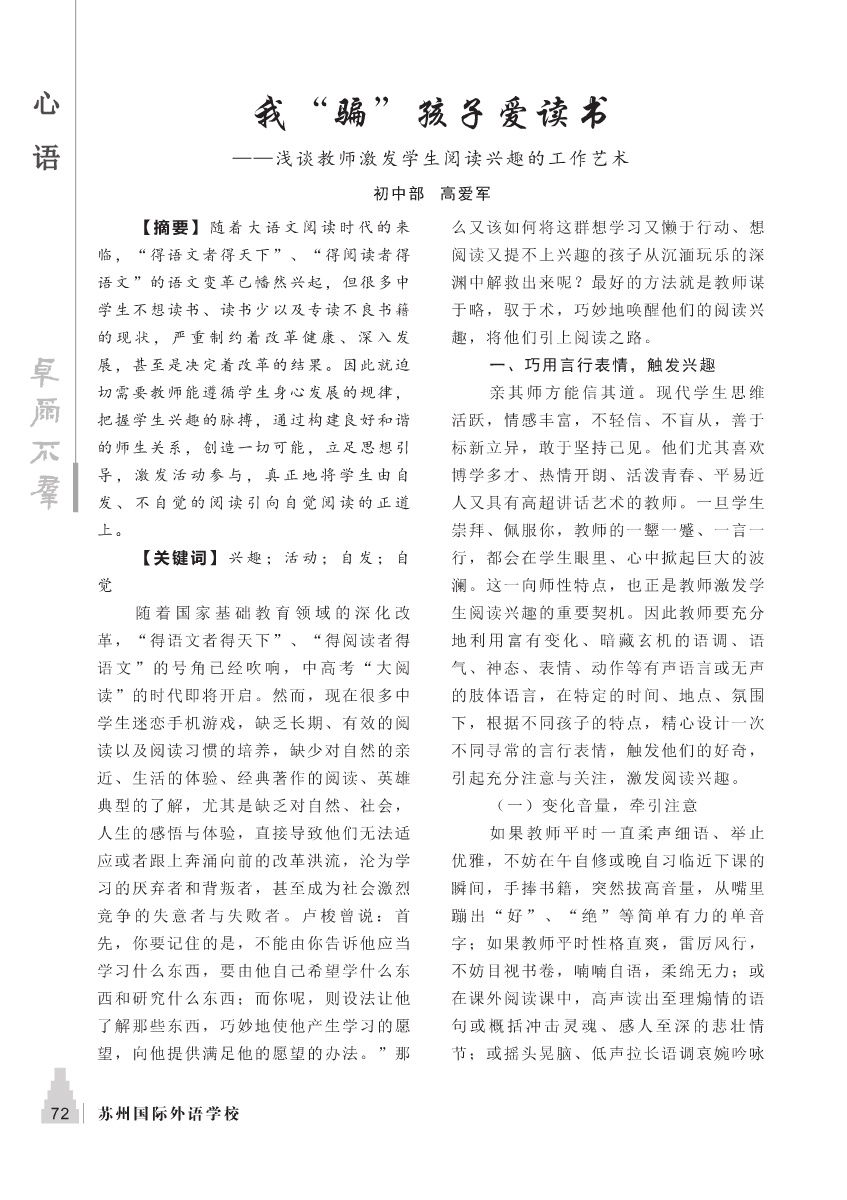 心
语
卓
尔
不
群
我“骗”孩子爱读书
——浅谈教师激发学生阅读兴趣的工作艺术
初中部 高爱军
【摘要】随着大语文阅读时代的来
临，“得语文者得天下”、“得阅读者得
语文”的语文变革已幡然兴起，但很多中
学生不想读书、读书少以及专读不良书籍
的现状，严重制约着改革健康、深入发
展，甚至是决定着改革的结果。因此就迫
切需要教师能遵循学生身心发展的规律，
把握学生兴趣的脉搏，通过构建良好和谐
的师生关系，创造一切可能，立足思想引
导，激发活动参与，真正地将学生由自
发、不自觉的阅读引向自觉阅读的正道
上。
【关键词】兴趣；活动；自发；自
觉
随着国家基础教育领域的深化改
革，“得语文者得天下”、“得阅读者得
语文”的号角已经吹响，中高考“大阅
读”的时代即将开启。然而，现在很多中
学生迷恋手机游戏，缺乏长期、有效的阅
读以及阅读习惯的培养，缺少对自然的亲
近、生活的体验、经典著作的阅读、英雄
典型的了解，尤其是缺乏对自然、社会，
人生的感悟与体验，直接导致他们无法适
应或者跟上奔涌向前的改革洪流，沦为学
习的厌弃者和背叛者，甚至成为社会激烈
竞争的失意者与失败者。卢梭曾说：首
先，你要记住的是，不能由你告诉他应当
学习什么东西，要由他自己希望学什么东
西和研究什么东西；而你呢，则设法让他
了解那些东西，巧妙地使他产生学习的愿
望，向他提供满足他的愿望的办法。”那
么又该如何将这群想学习又懒于行动、想
阅读又提不上兴趣的孩子从沉湎玩乐的深
渊中解救出来呢？最好的方法就是教师谋
于略，驭于术，巧妙地唤醒他们的阅读兴
趣，将他们引上阅读之路。
一、巧用言行表情，触发兴趣
亲其师方能信其道。现代学生思维
活跃，情感丰富，不轻信、不盲从，善于
标新立异，敢于坚持己见。他们尤其喜欢
博学多才、热情开朗、活泼青春、平易近
人又具有高超讲话艺术的教师。一旦学生
崇拜、佩服你，教师的一颦一蹙、一言一
行，都会在学生眼里、心中掀起巨大的波
澜。这一向师性特点，也正是教师激发学
生阅读兴趣的重要契机。因此教师要充分
地利用富有变化、暗藏玄机的语调、语
气、神态、表情、动作等有声语言或无声
的肢体语言，在特定的时间、地点、氛围
下，根据不同孩子的特点，精心设计一次
不同寻常的言行表情，触发他们的好奇，
引起充分注意与关注，激发阅读兴趣。
（一）变化音量，牵引注意
如果教师平时一直柔声细语、举止
优雅，不妨在午自修或晚自习临近下课的
瞬间，手捧书籍，突然拔高音量，从嘴里
蹦出“好”、“绝”等简单有力的单音
字；如果教师平时性格直爽，雷厉风行，
不妨目视书卷，喃喃自语，柔绵无力；或
在课外阅读课中，高声读出至理煽情的语
句或概括冲击灵魂、感人至深的悲壮情
节；或摇头晃脑、低声拉长语调哀婉吟咏
72 苏州国际外语学校